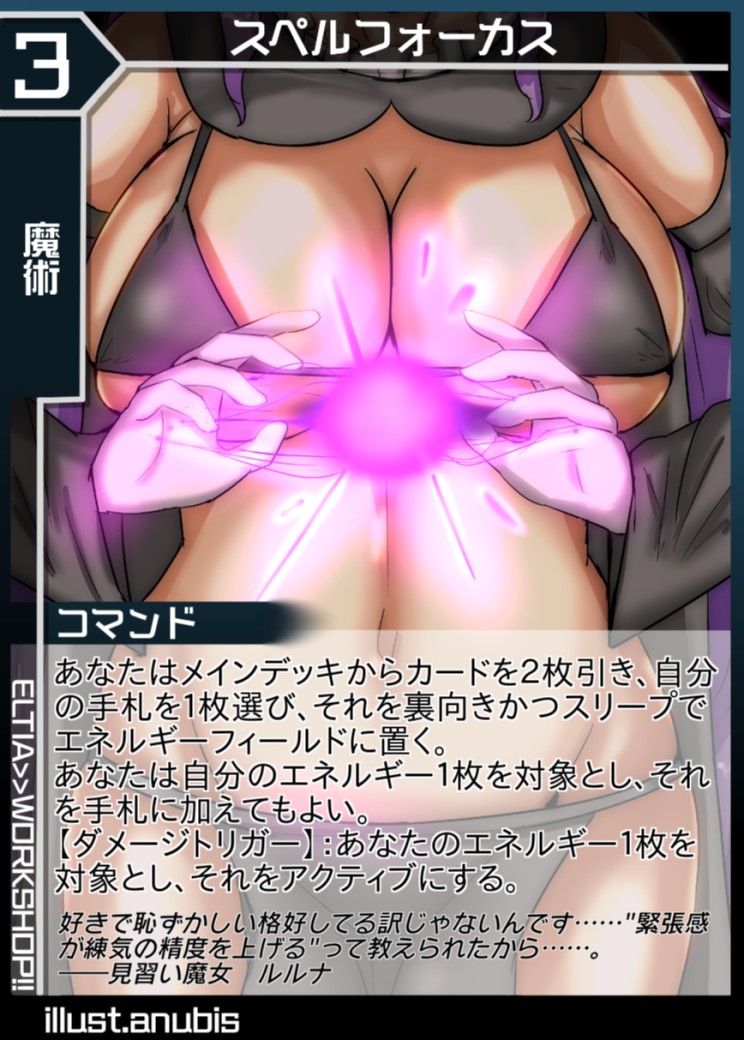 3
スペルフォーカス
魔術
コマンド
あなたはメインデッキからカードを2枚引き、自分
の手札を1枚選び、それを裏向きかつスリープで
エネルギーフィールドに置く。
あなたは自分のエネルギー1枚を対象とし、それ
を手札に加えてもよい。
【ダメージトリガー】:あなたのエネルギー1枚を
対象とし、それをアクティブにする。
好きで恥ずかしい格好してる訳じゃないんです……"緊張感
が練気の精度を上げる"って教えられたから……。
――見習い魔女 ルルナ
ELTIA>>WORKSHOP!!
illust.anubis